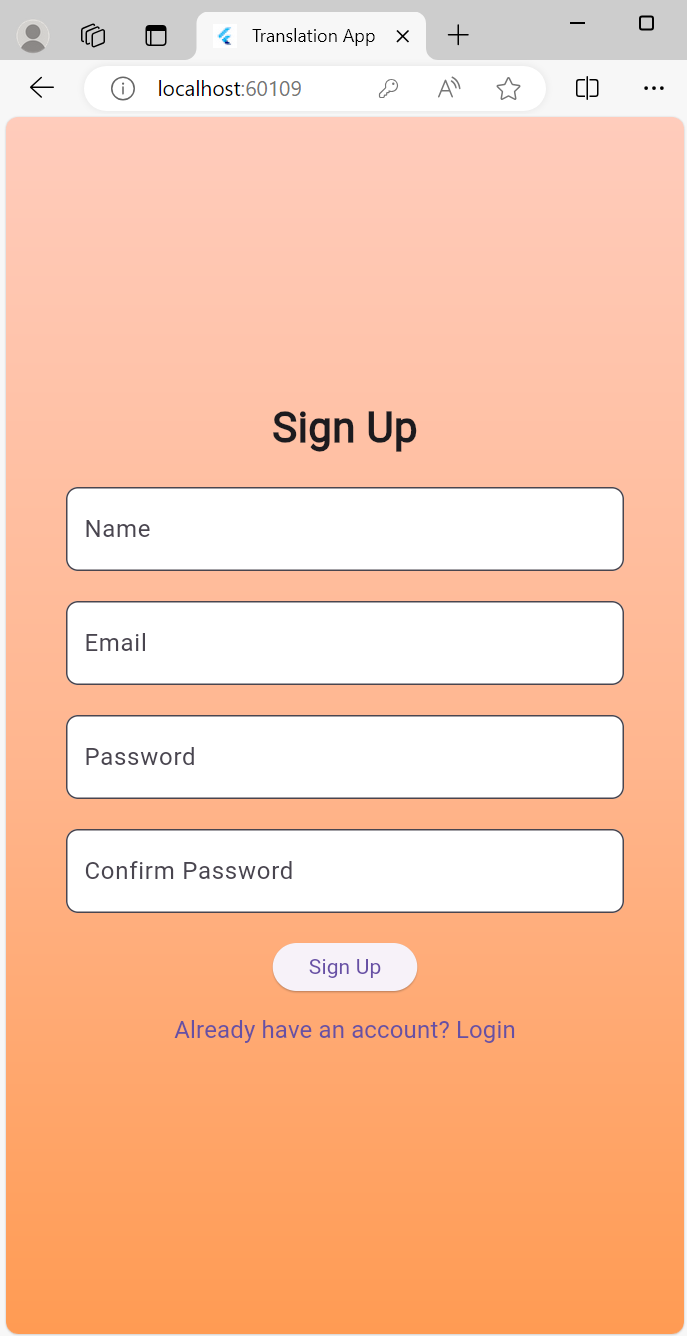 Translation App
localhost:60109
Sign Up
Name
Email
Password
Confirm Password
Sign Up
Already have an account? Login